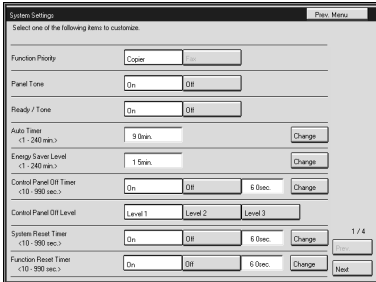 System Settings Prev. Menu
Select one of the following items to customize.
Function Priority Copier Fax
Panel Tone On Off
Ready / Tone On Off
Auto Timer
<1 - 240 min.> 9 0min. Change
Energy Saver Level
<1 - 240 min.> 1 5min. Change
Control Panel Off Timer
<10 - 990 sec.> On Off 6 0sec. Change
Control Panel Off Level Level 1 Level 2 Level 3
System Reset Timer
<10 - 990 sec.> On Off 6 0sec. Change
1 / 4
Prev.
Function Reset Timer
<10 - 990 sec.> On Off 6 0sec. Change
Next